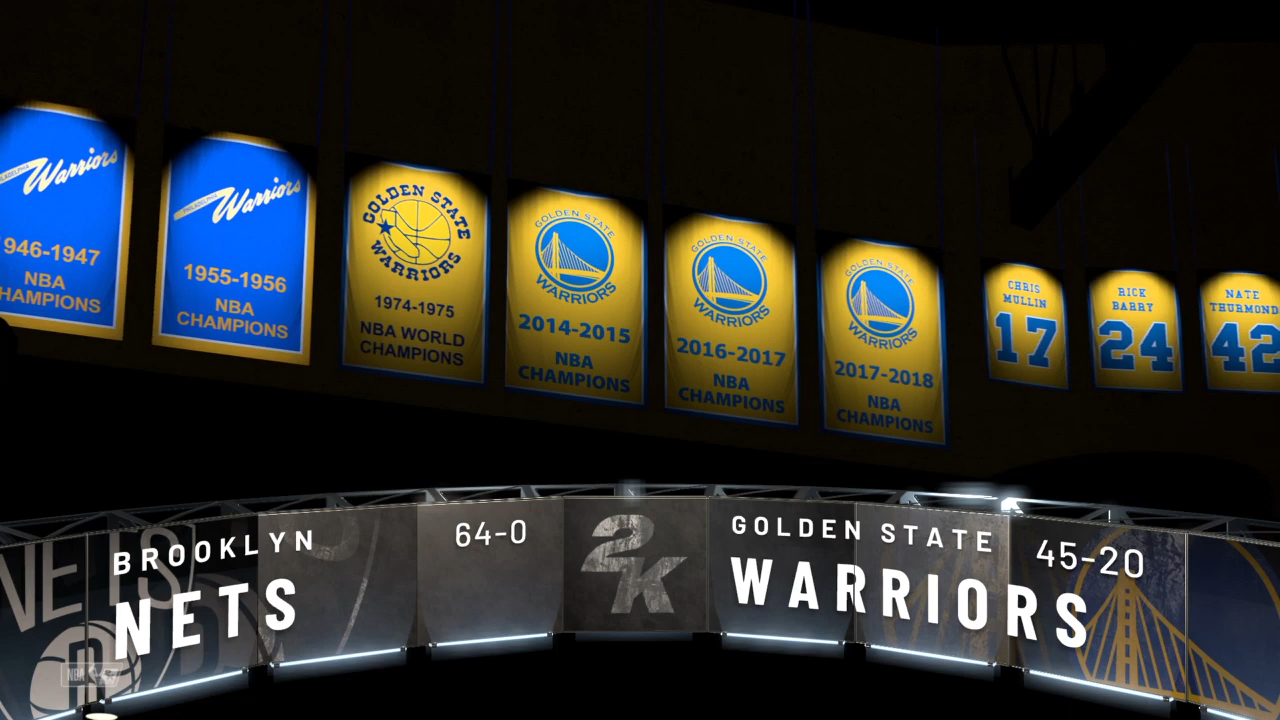 PHILADELPHIA
Warriors
1946-1947
NBA
CHAMPIONS
PHILADELPHIA
Warriors
1955-1956
NBA
CHAMPIONS
GOLDEN STATE
WARRIORS
1974-1975
NBA WORLD
CHAMPIONS
GOLDEN STATE
WARRIORS
2014-2015
NBA
CHAMPIONS
GOLDEN STATE
WARRIORS
2016-2017
NBA
CHAMPIONS
GOLDEN STATE
WARRIORS
2017-2018
NBA
CHAMPIONS
CHRIS
MULLIN
17
RICK
BARRY
24
NATE
THURMOND
42
NETS
BROOKLYN
NETS
64-0
2K
GOLDEN STATE
WARRIORS
45-20